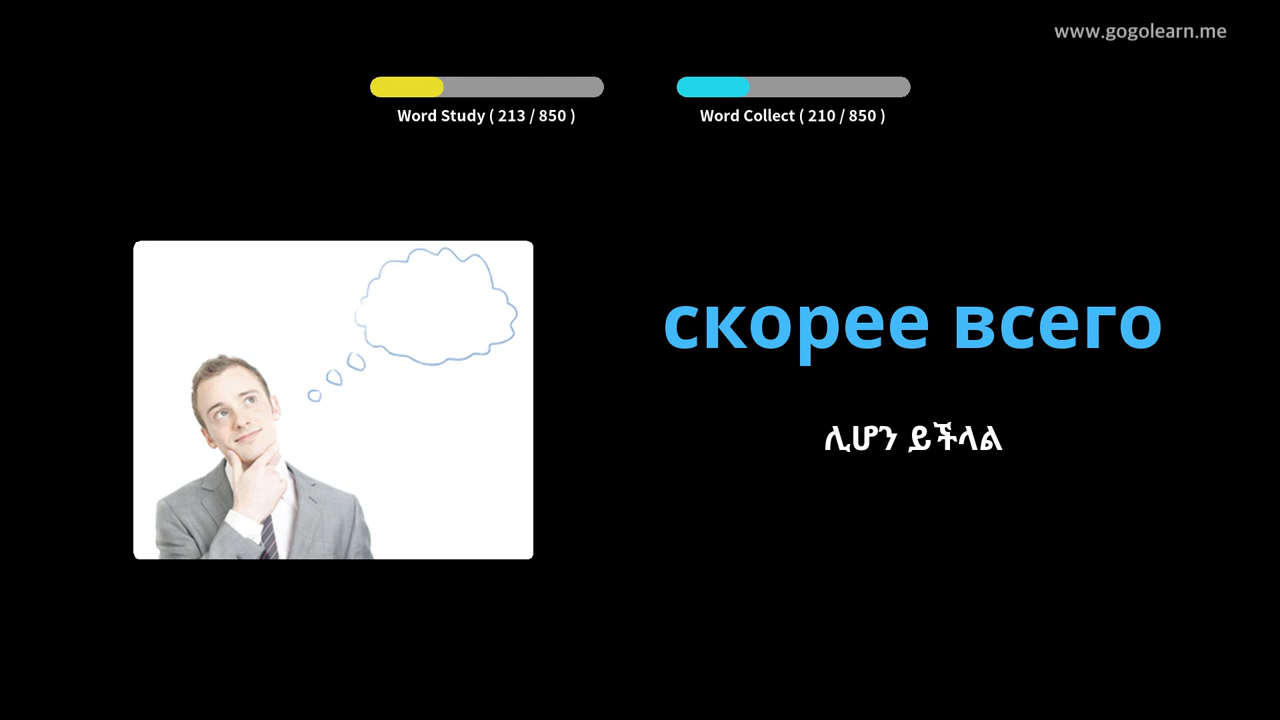 www.gogolearn.me
Word Study ( 213 / 850 )
Word Collect ( 210 / 850 )
скорее всего
ሊሆን ይችላል